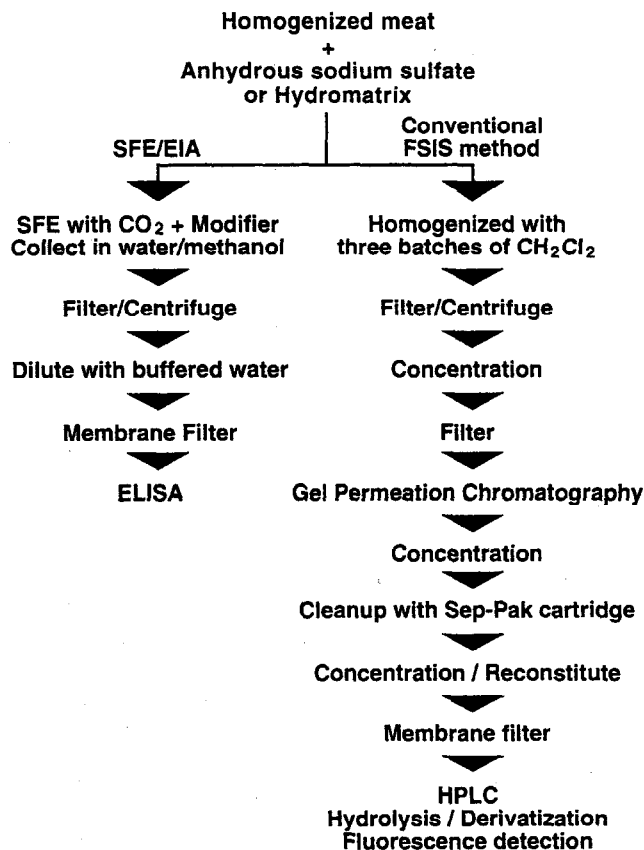 Homogenized meat
+
Anhydrous sodium sulfate
or Hydromatrix
SFE/EIA
Conventional
FSIS method
SFE with CO₂ + Modifier
Collect in water/methanol
Filter/Centrifuge
Dilute with buffered water
Membrane Filter
ELISA
Homogenized with
three batches of CH₂Cl₂
Filter/Centrifuge
Concentration
Filter
Gel Permeation Chromatography
Concentration
Cleanup with Sep-Pak cartridge
Concentration / Reconstitute
Membrane filter
HPLC
Hydrolysis / Derivatization
Fluorescence detection